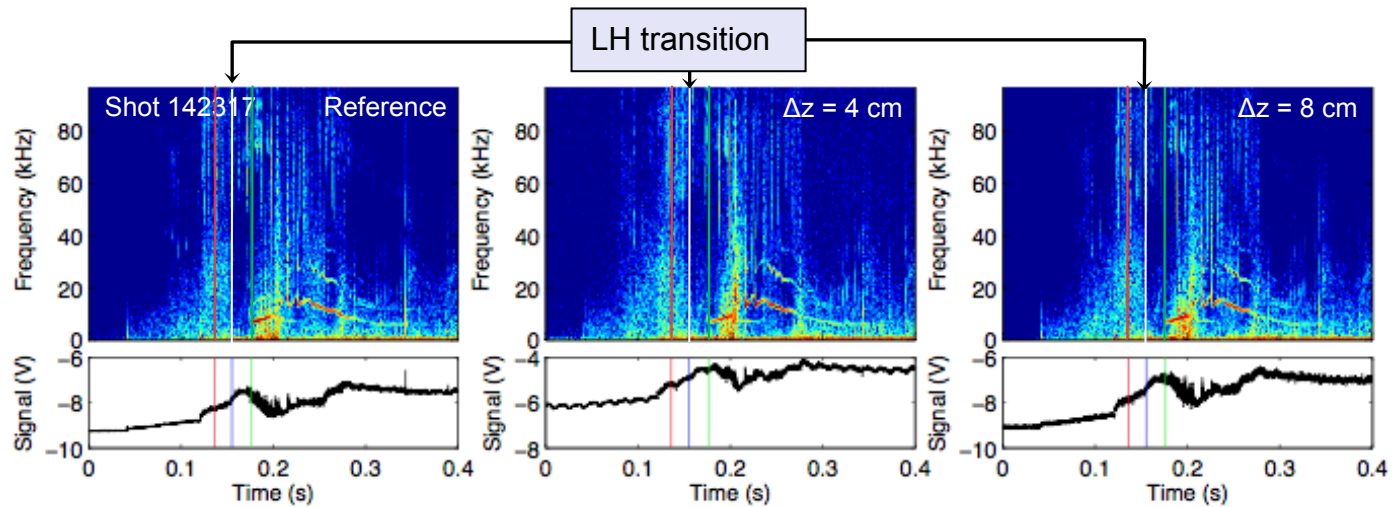 LH transition
Shot 142317 Reference
Δz = 4 cm
Δz = 8 cm
Frequency (kHz)
80
60
40
20
0
Frequency (kHz)
80
60
40
20
0
Frequency (kHz)
80
60
40
20
0
Signal (V)
−6
−8
−10
Signal (V)
−4
−6
−8
Signal (V)
−6
−8
−10
0 0.1 0.2 0.3 0.4
0 0.1 0.2 0.3 0.4
0 0.1 0.2 0.3 0.4
Time (s)
Time (s)
Time (s)